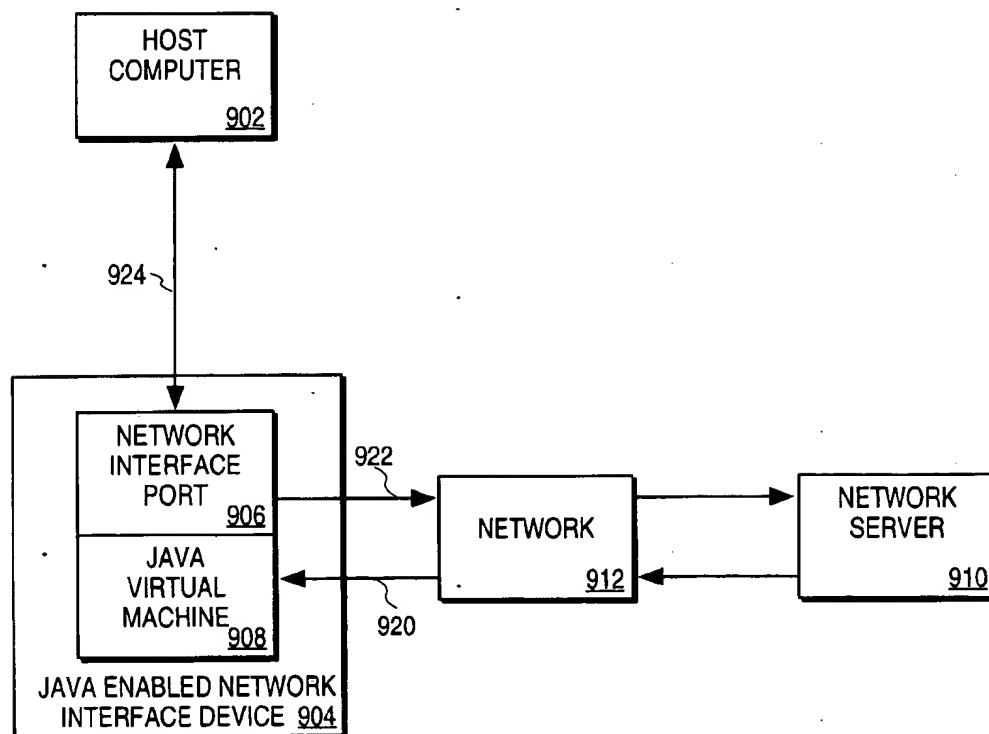 HOST
COMPUTER
902
924
NETWORK
INTERFACE
PORT
906
JAVA
VIRTUAL
MACHINE
908
JAVA ENABLED NETWORK
INTERFACE DEVICE 904
922
920
NETWORK
912
NETWORK
SERVER
910